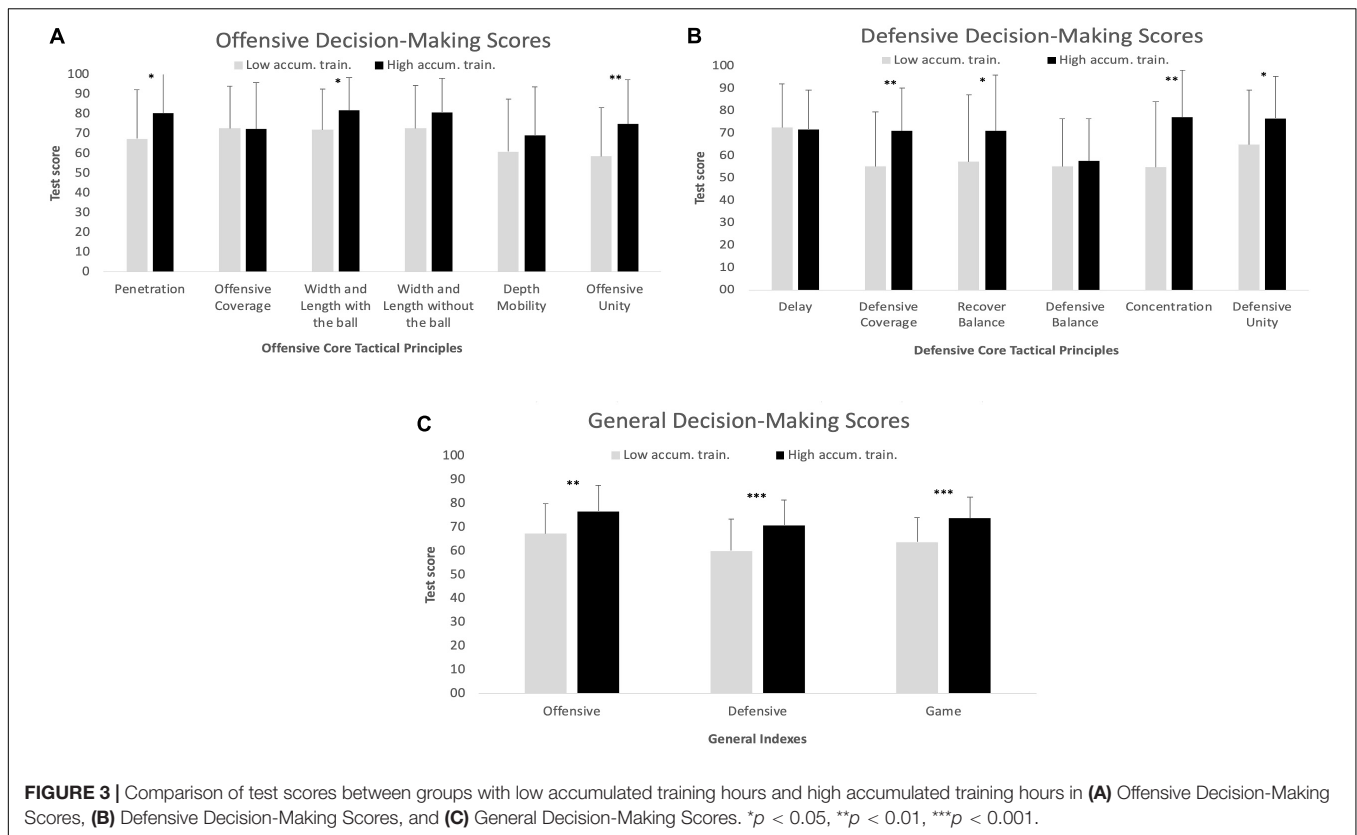 A
Offensive Decision-Making Scores
Low accum. train. High accum. train.
Test score
100
90
80
70
60
50
40
30
20
10
0
* * **
Penetration
Offensive
Coverage
Width and
Length with
the ball
Width and
Length without
the ball
Depth
Mobility
Offensive
Unity
Offensive Core Tactical Principles
B
Defensive Decision-Making Scores
Low accum. train. High accum. train.
Test score
100
90
80
70
60
50
40
30
20
10
00
** * ** *
Delay
Defensive
Coverage
Recover
Balance
Defensive
Balance
Concentration
Defensive
Unity
Defensive Core Tactical Principles
C
General Decision-Making Scores
Low accum. train. High accum. train.
Test score
100
90
80
70
60
50
40
30
20
10
00
** *** ***
Offensive
Defensive
Game
General Indexes
FIGURE 3 | Comparison of test scores between groups with low accumulated training hours and high accumulated training hours in (A) Offensive Decision-Making
Scores, (B) Defensive Decision-Making Scores, and (C) General Decision-Making Scores. *p < 0.05, **p < 0.01, ***p < 0.001.